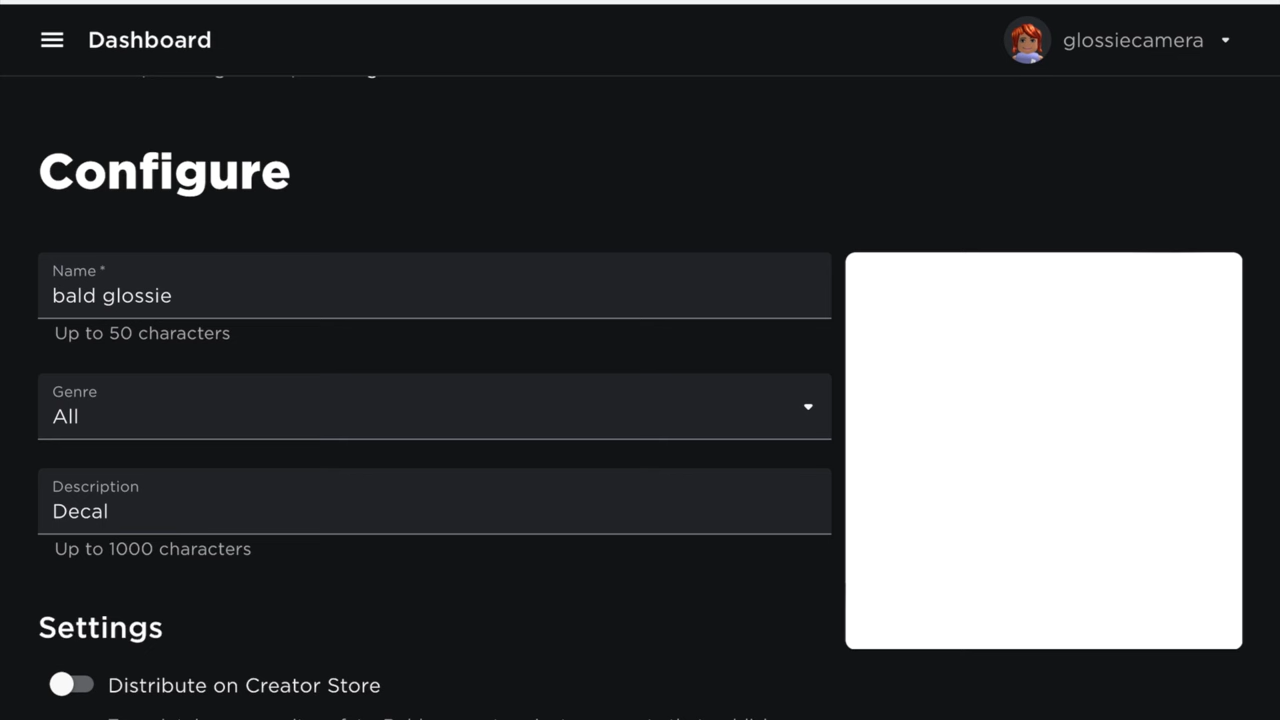 Dashboard
glossiecamera
Configure
Name *
bald glossie
Up to 50 characters
Genre
All
Description
Decal
Up to 1000 characters
Settings
Distribute on Creator Store